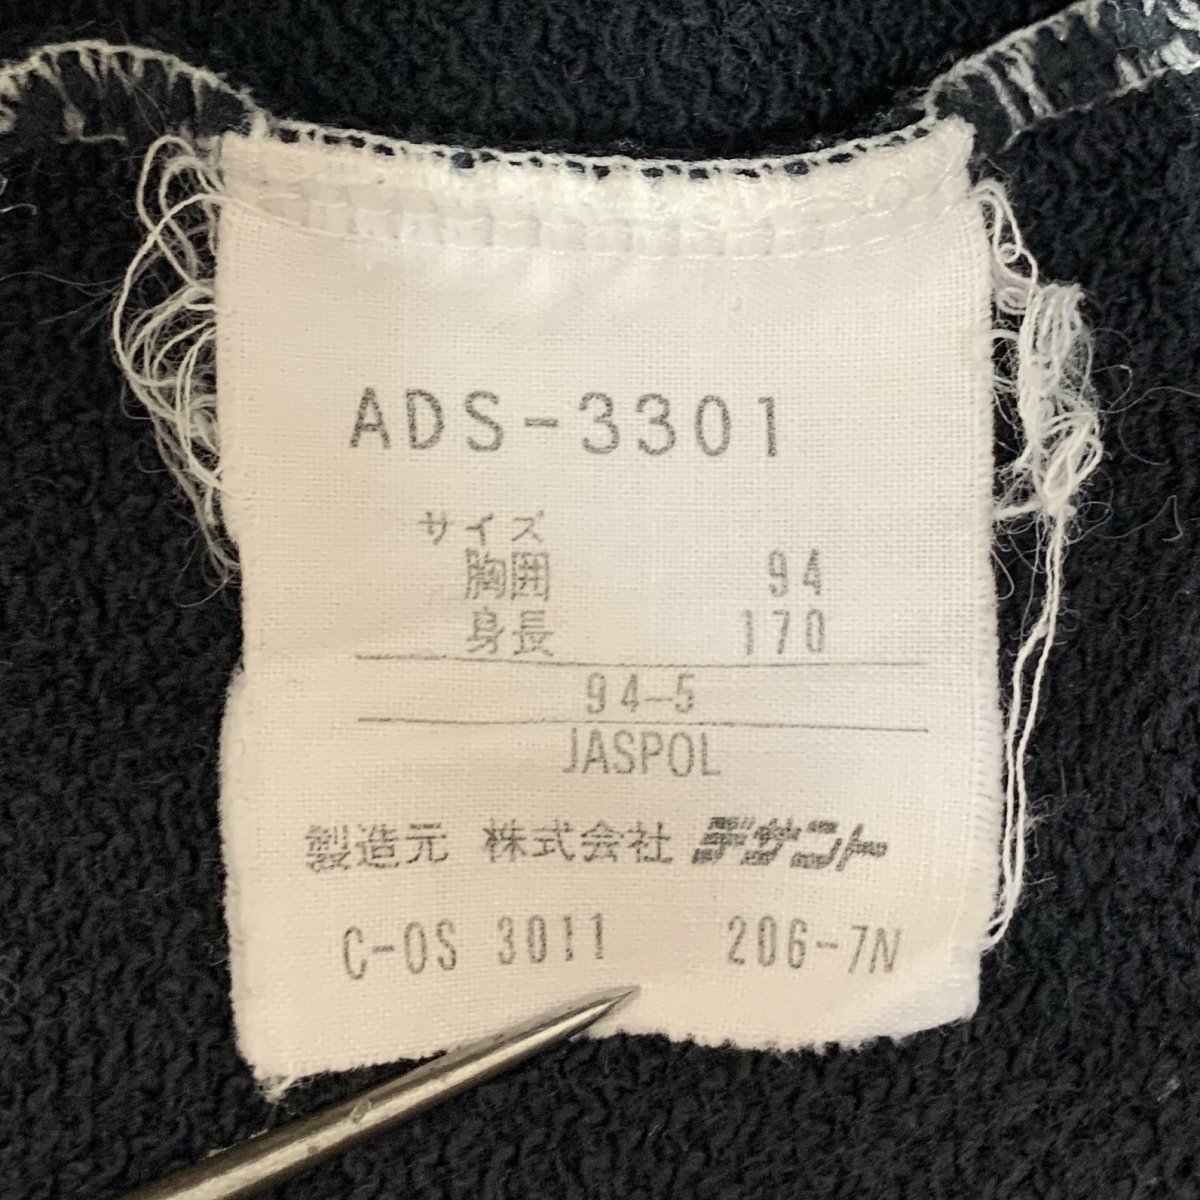 ADS-3301
サイズ
胸囲 94
身長 170
94-5
JASPOL
製造元 株式会社 デサント
C-OS 3011 206-7N